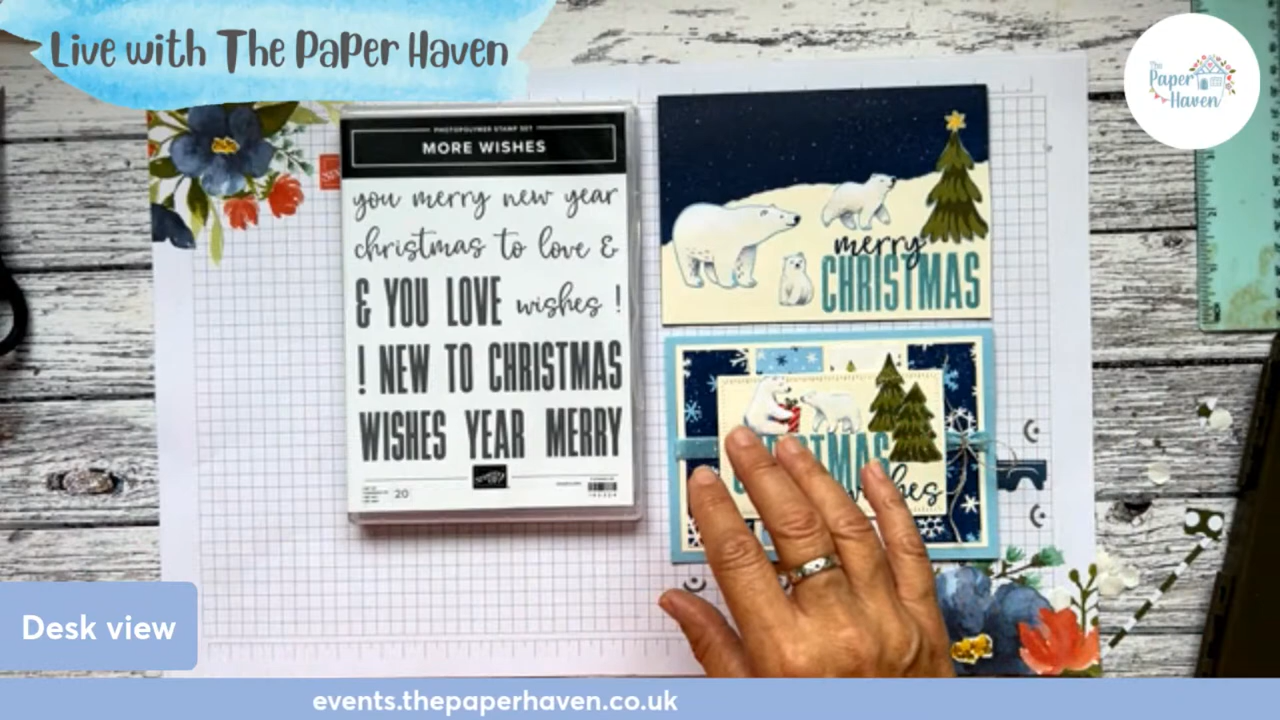 Live with The Paper Haven
The
Paper
Haven
PHOTOPOLYMER STAMP SET
MORE WISHES
you merry new year
christmas to love &
& YOU LOVE wishes !
! NEW TO CHRISTMAS
WISHES YEAR MERRY
20
merry
CHRISTMAS
Desk view
events.thepaperhaven.co.uk